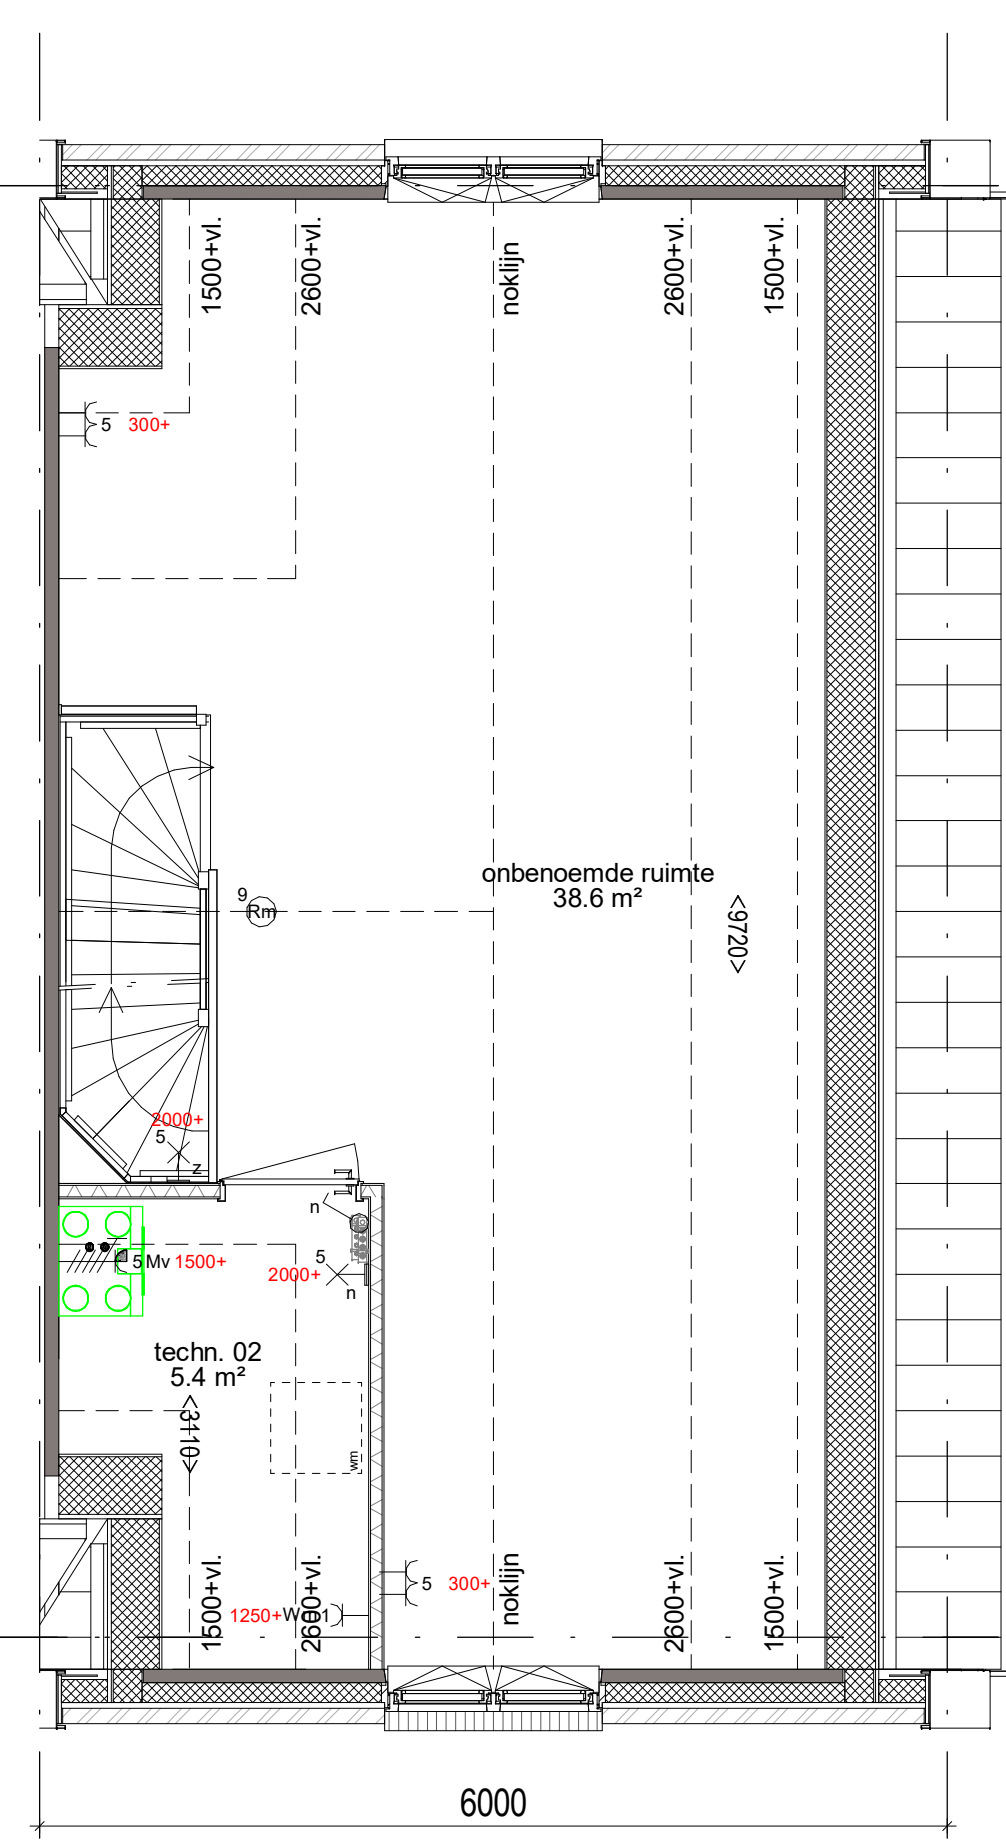 1500+vl.
2600+vl.
noklijn
2600+vl.
1500+vl.
5 300+
onbenoemde ruimte
38.6 m²
9
Rm
<9720>
2000+
5
z
n
5 Mv 1500+
5
2000+
n
techn. 02
5.4 m²
<3110>
wm
5 300+
1250+ Wm1
1500+vl.
2600+vl.
noklijn
2600+vl.
1500+vl.
6000